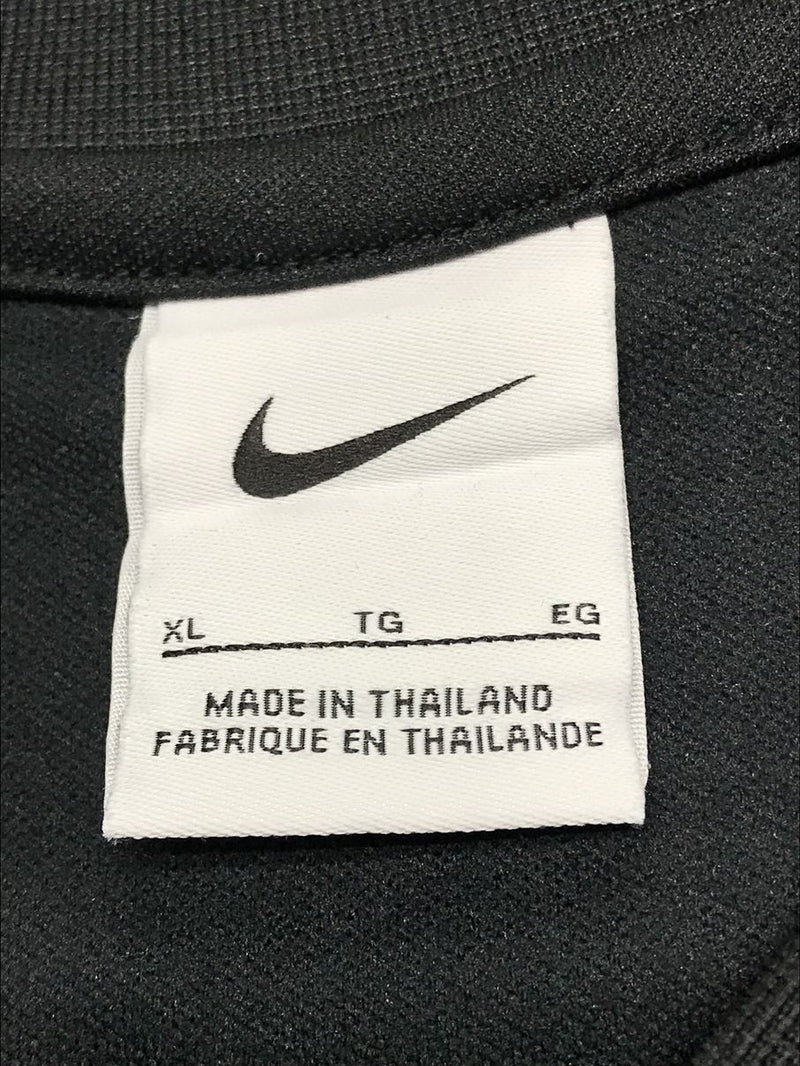 XL TG EG
MADE IN THAILAND
FABRIQUE EN THAILANDE